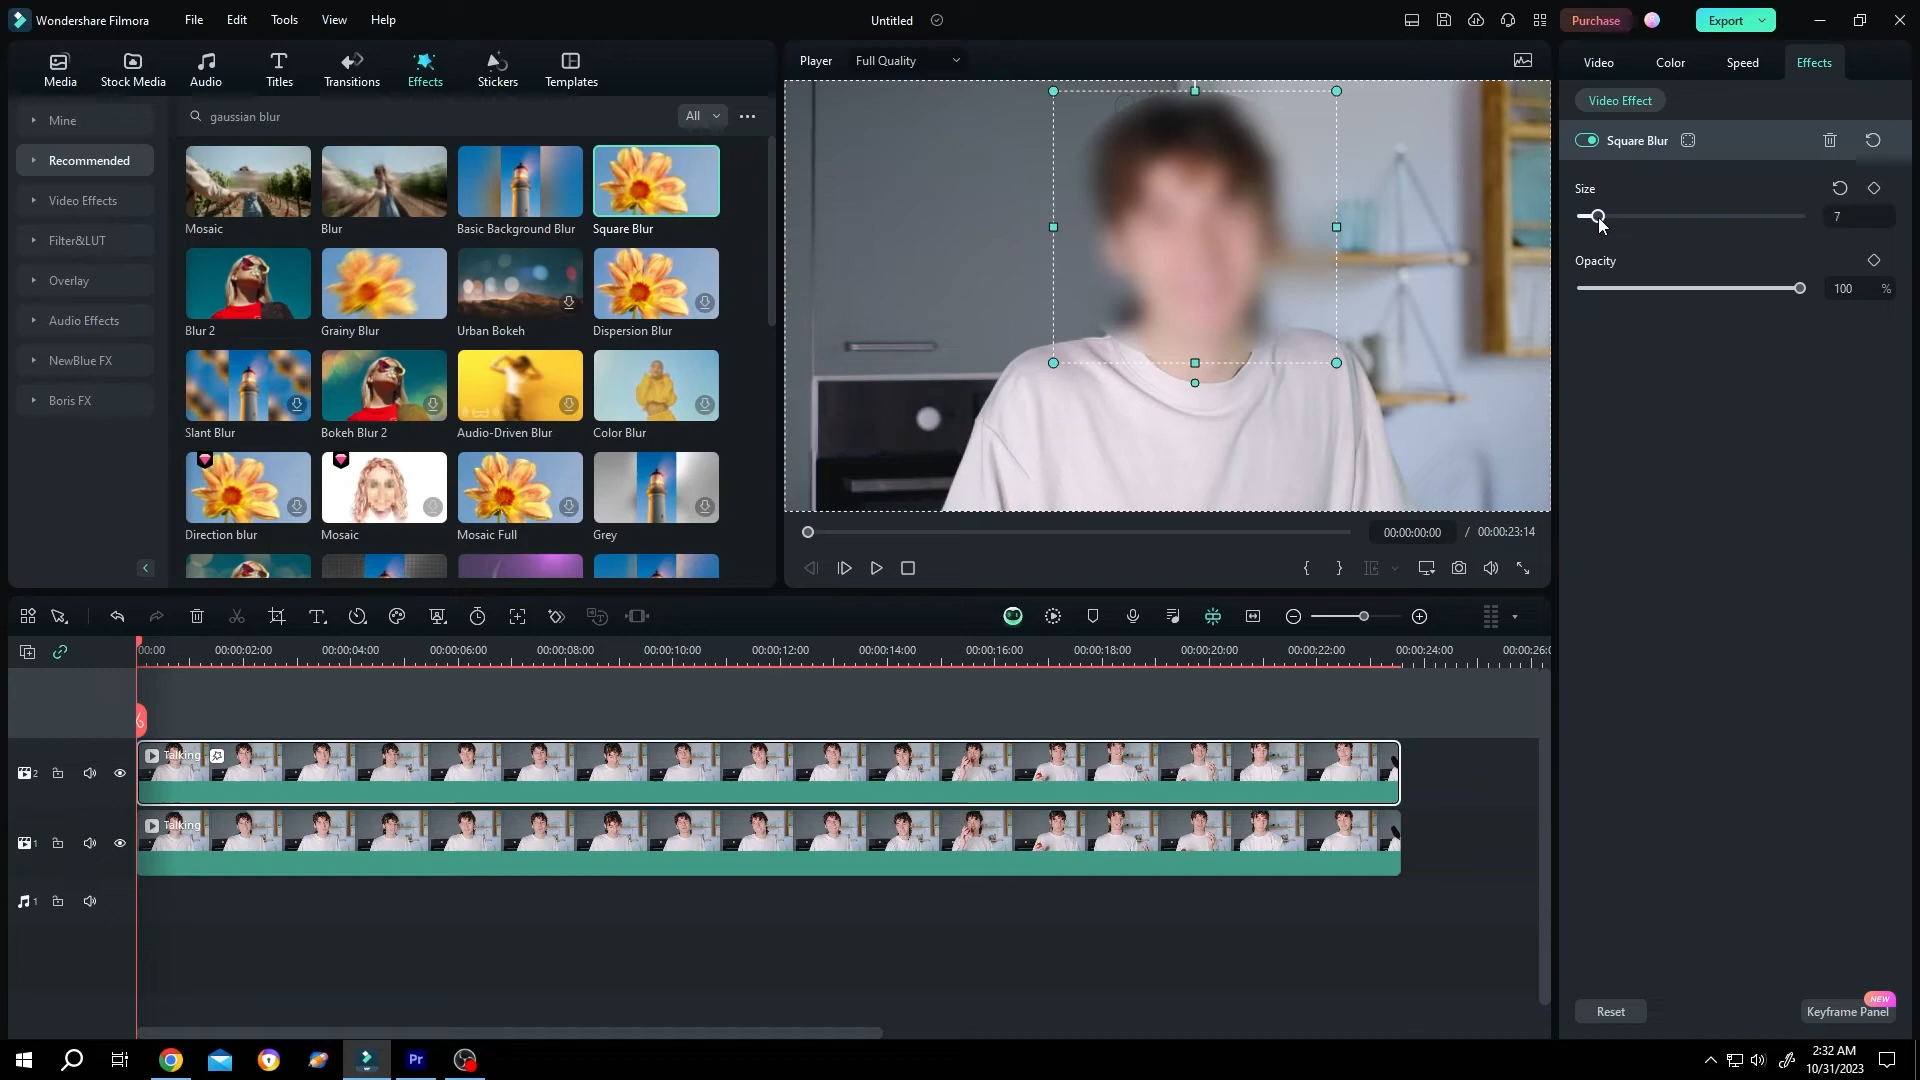 Wondershare Filmora
File
Edit
Tools
View
Help
Untitled
Purchase
Export
Media
Stock Media
Audio
Titles
Transitions
Effects
Stickers
Templates
Player
Full Quality
Video
Color
Speed
Effects
Mine
Recommended
Video Effects
Filter&LUT
Overlay
Audio Effects
NewBlue FX
Boris FX
gaussian blur
All
Mosaic
Blur
Basic Background Blur
Square Blur
Blur 2
Grainy Blur
Urban Bokeh
Dispersion Blur
Slant Blur
Bokeh Blur 2
Audio-Driven Blur
Color Blur
Direction blur
Mosaic
Mosaic Full
Grey
00:00:00:00 / 00:00:23:14
Video Effect
Square Blur
Size
7
Opacity
100 %
Reset
NEW
Keyframe Panel
00:00
00:00:02:00
00:00:04:00
00:00:06:00
00:00:08:00
00:00:10:00
00:00:12:00
00:00:14:00
00:00:16:00
00:00:18:00
00:00:20:00
00:00:22:00
00:00:24:00
00:00:26:0
2
Talking
1
Talking
1
Pr
2:32 AM
10/31/2023